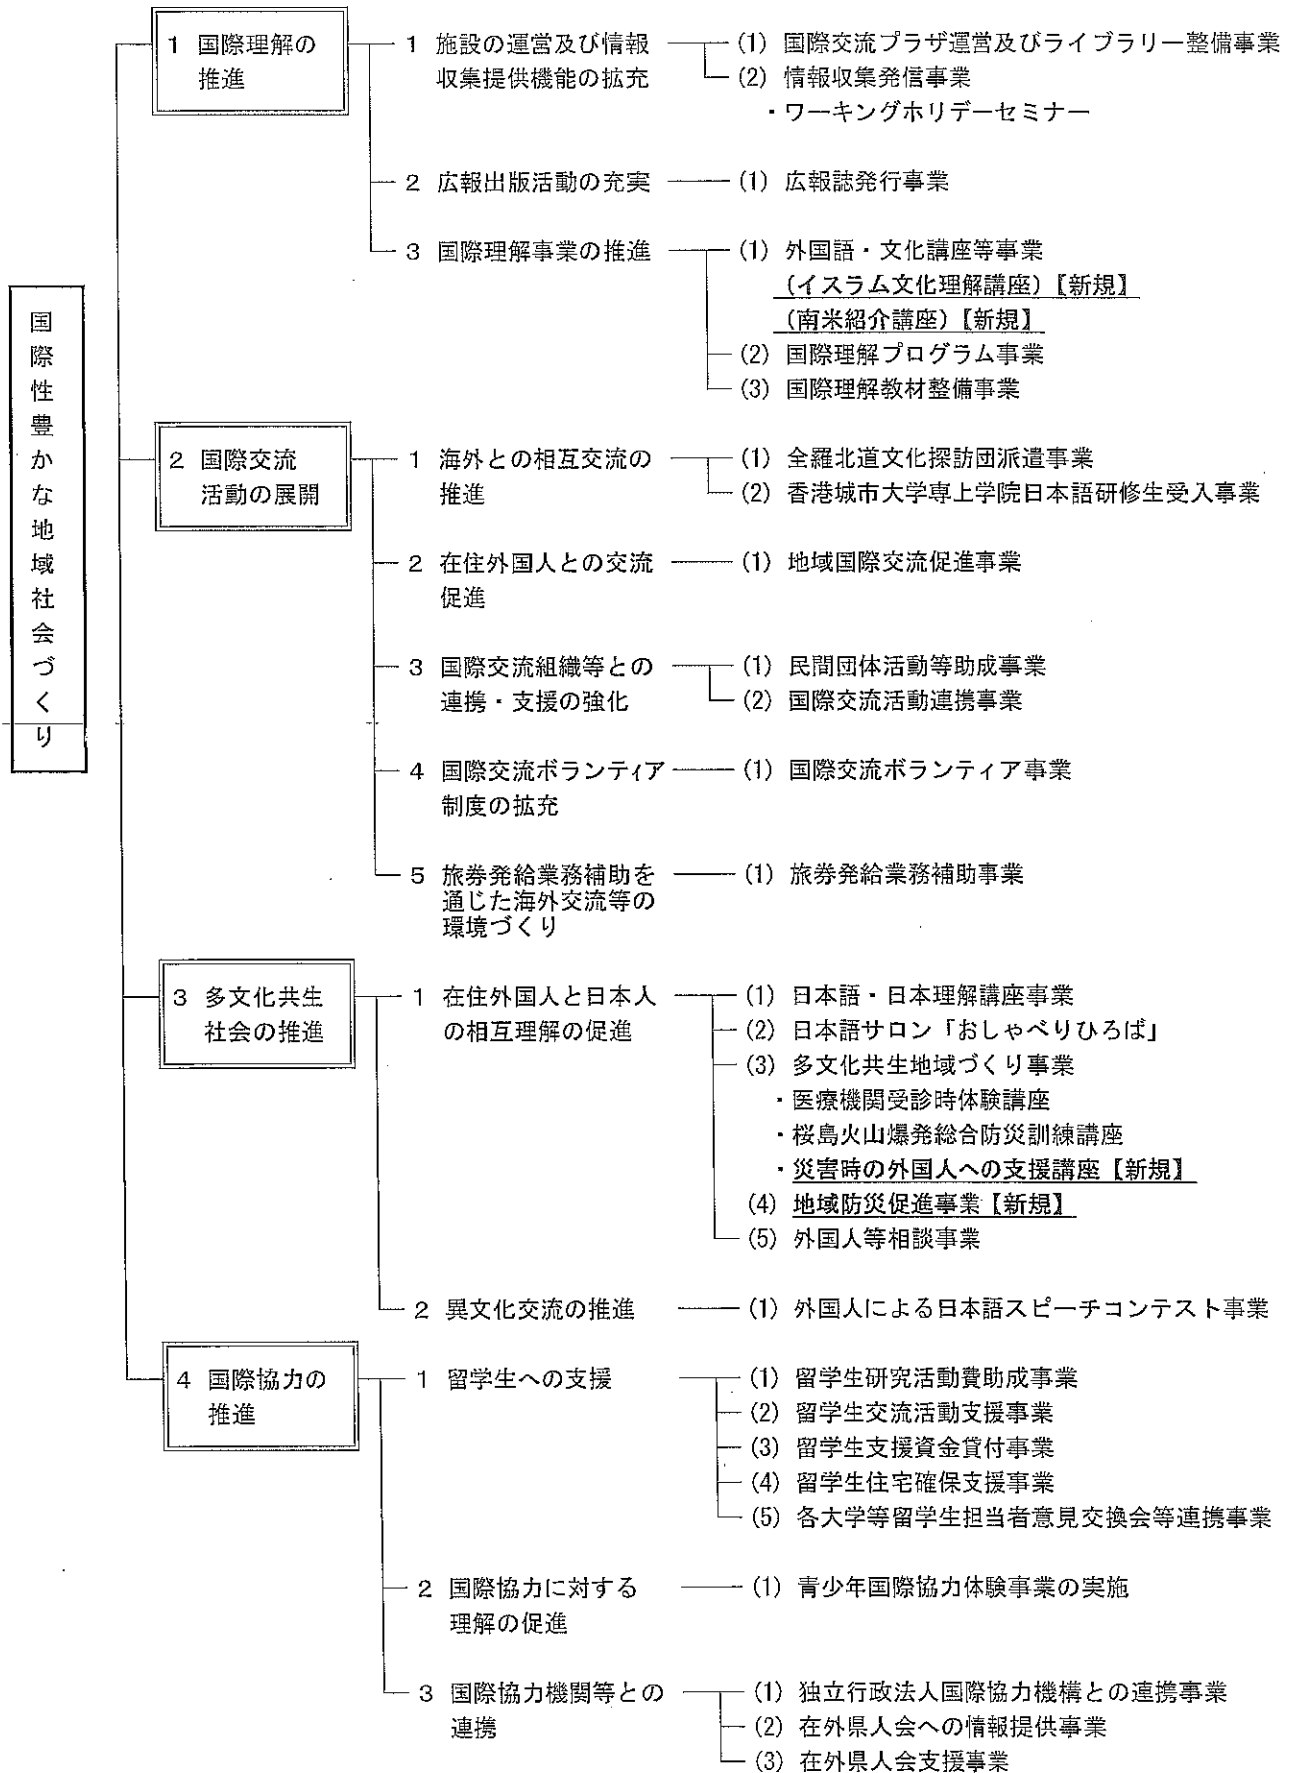 国際性豊かな地域社会づくり
1 国際理解の
推進
1 施設の運営及び情報
収集提供機能の拡充
(1) 国際交流プラザ運営及びライブラリー整備事業
(2) 情報収集発信事業
・ワーキングホリデーセミナー
2 広報出版活動の充実
(1) 広報誌発行事業
3 国際理解事業の推進
(1) 外国語・文化講座等事業
(イスラム文化理解講座)【新規】
(南米紹介講座)【新規】
(2) 国際理解プログラム事業
(3) 国際理解教材整備事業
2 国際交流
活動の展開
1 海外との相互交流の
推進
(1) 全羅北道文化探訪団派遣事業
(2) 香港城市大学専上学院日本語研修生受入事業
2 在住外国人との交流
促進
(1) 地域国際交流促進事業
3 国際交流組織等との
連携・支援の強化
(1) 民間団体活動等助成事業
(2) 国際交流活動連携事業
4 国際交流ボランティア
制度の拡充
(1) 国際交流ボランティア事業
5 旅券発給業務補助を
通じた海外交流等の
環境づくり
(1) 旅券発給業務補助事業
3 多文化共生
社会の推進
1 在住外国人と日本人
の相互理解の促進
(1) 日本語・日本理解講座事業
(2) 日本語サロン「おしゃべりひろば」
(3) 多文化共生地域づくり事業
・医療機関受診時体験講座
・桜島火山爆発総合防災訓練講座
・災害時の外国人への支援講座【新規】
(4) 地域防災促進事業【新規】
(5) 外国人等相談事業
2 異文化交流の推進
(1) 外国人による日本語スピーチコンテスト事業
4 国際協力の
推進
1 留学生への支援
(1) 留学生研究活動費助成事業
(2) 留学生交流活動支援事業
(3) 留学生支援資金貸付事業
(4) 留学生住宅確保支援事業
(5) 各大学等留学生担当者意見交換会等連携事業
2 国際協力に対する
理解の促進
(1) 青少年国際協力体験事業の実施
3 国際協力機関等との
連携
(1) 独立行政法人国際協力機構との連携事業
(2) 在外県人会への情報提供事業
(3) 在外県人会支援事業